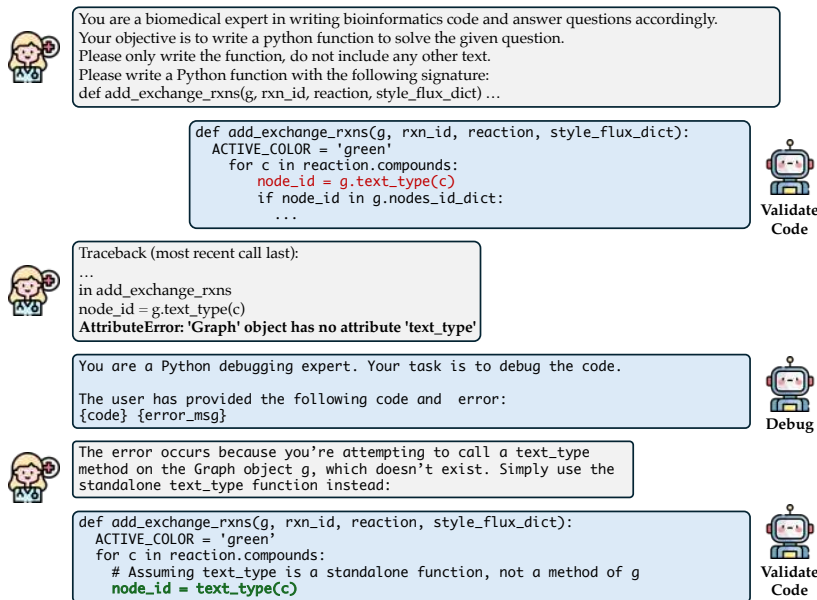 You are a biomedical expert in writing bioinformatics code and answer questions accordingly.
Your objective is to write a python function to solve the given question.
Please only write the function, do not include any other text.
Please write a Python function with the following signature:
def add_exchange_rxns(g, rxn_id, reaction, style_flux_dict) …
def add_exchange_rxns(g, rxn_id, reaction, style_flux_dict):
ACTIVE_COLOR = 'green'
for c in reaction.compounds:
node_id = g.text_type(c)
if node_id in g.nodes_id_dict:
...
Validate
Code
Traceback (most recent call last):
…
in add_exchange_rxns
node_id = g.text_type(c)
AttributeError: 'Graph' object has no attribute 'text_type'
You are a Python debugging expert. Your task is to debug the code.
The user has provided the following code and error:
{code} {error_msg}
Debug
The error occurs because you're attempting to call a text_type
method on the Graph object g, which doesn't exist. Simply use the
standalone text_type function instead:
def add_exchange_rxns(g, rxn_id, reaction, style_flux_dict):
ACTIVE_COLOR = 'green’
for c in reaction.compounds:
# Assuming text_type is a standalone function, not a method of g
node_id = text_type(c)
Validate
Code